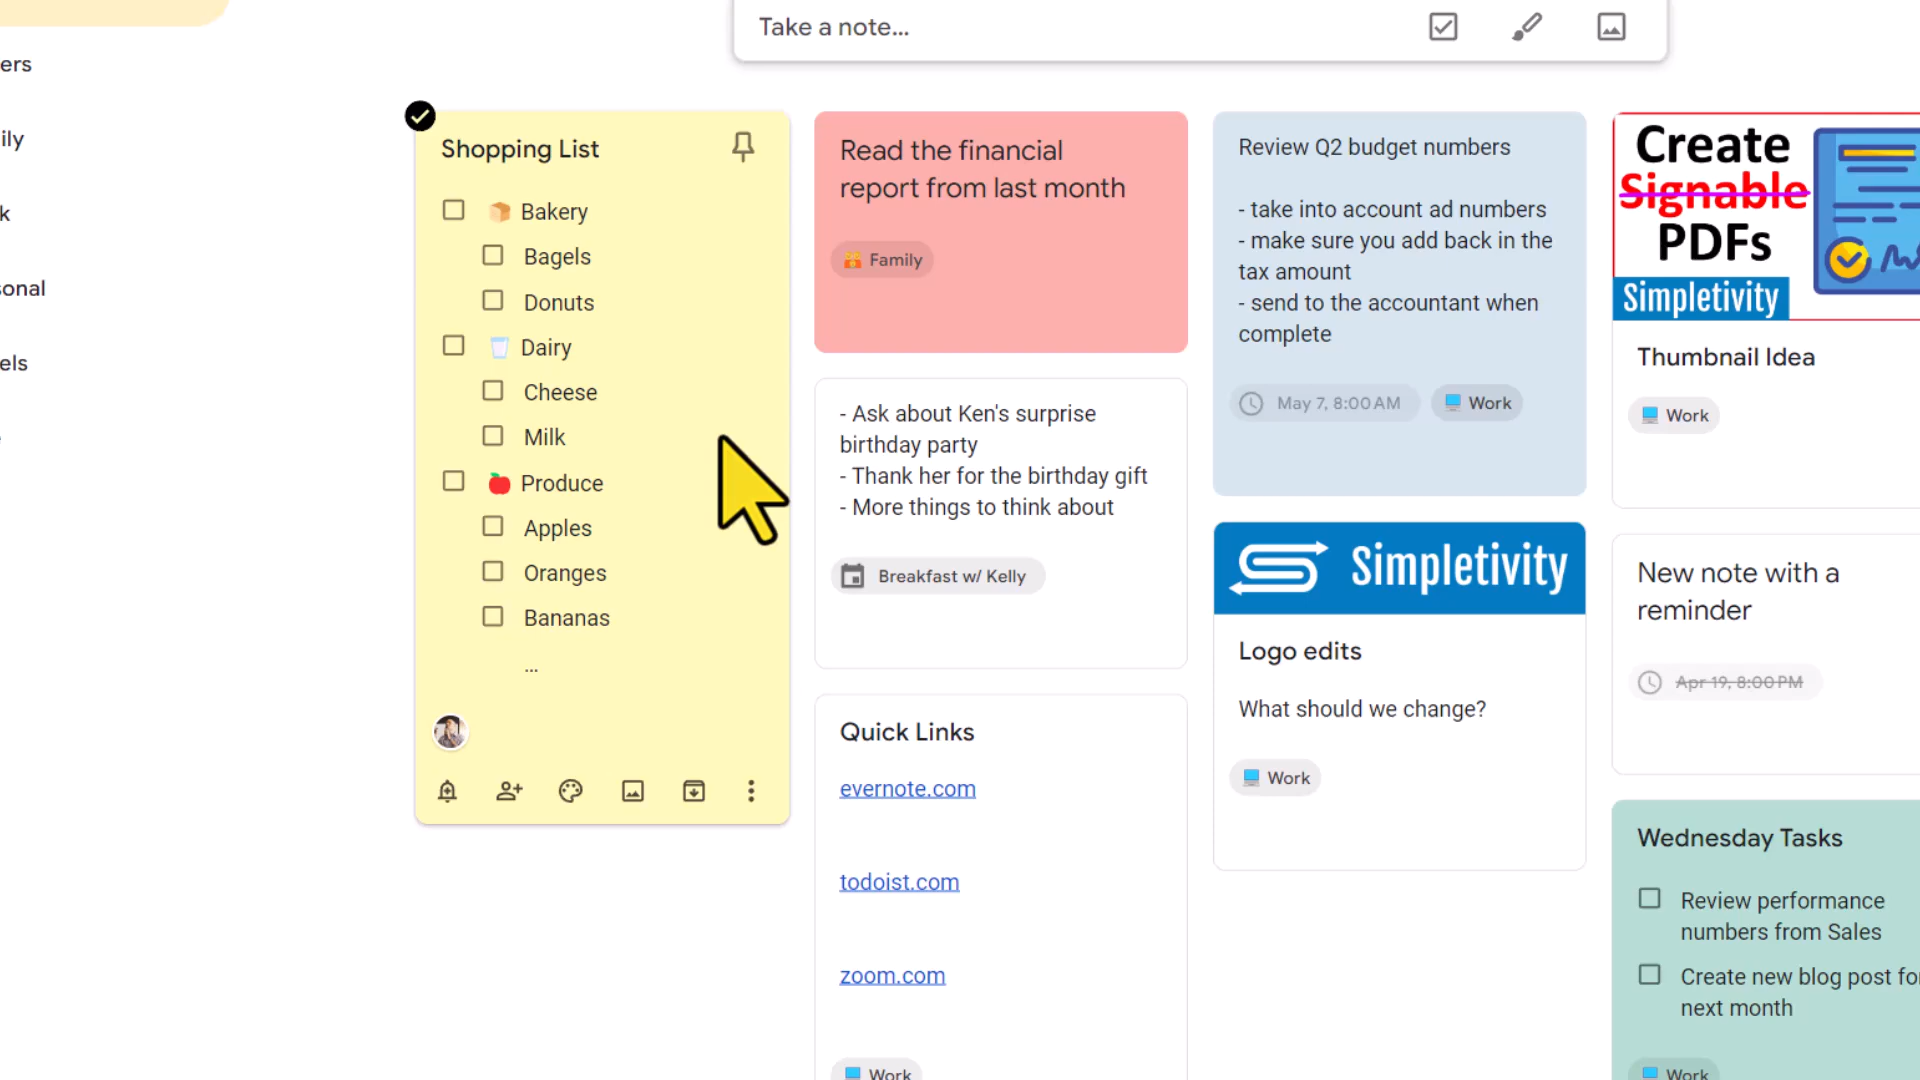 Take a note...
ers
ily
k
sonal
els
Shopping List
Bakery
Bagels
Donuts
Dairy
Cheese
Milk
Produce
Apples
Oranges
Bananas
...
Read the financial
report from last month
Family
- Ask about Ken's surprise
birthday party
- Thank her for the birthday gift
- More things to think about
Breakfast w/ Kelly
Quick Links
evernote.com
todoist.com
zoom.com
Work
Review Q2 budget numbers
- take into account ad numbers
- make sure you add back in the
tax amount
- send to the accountant when
complete
May 7, 8:00 AM
Work
Simpletivity
Logo edits
What should we change?
Work
Create
Signable
PDFs
Simpletivity
Thumbnail Idea
Work
New note with a
reminder
Apr 19, 8:00 PM
Wednesday Tasks
Review performance
numbers from Sales
Create new blog post for
next month
Work